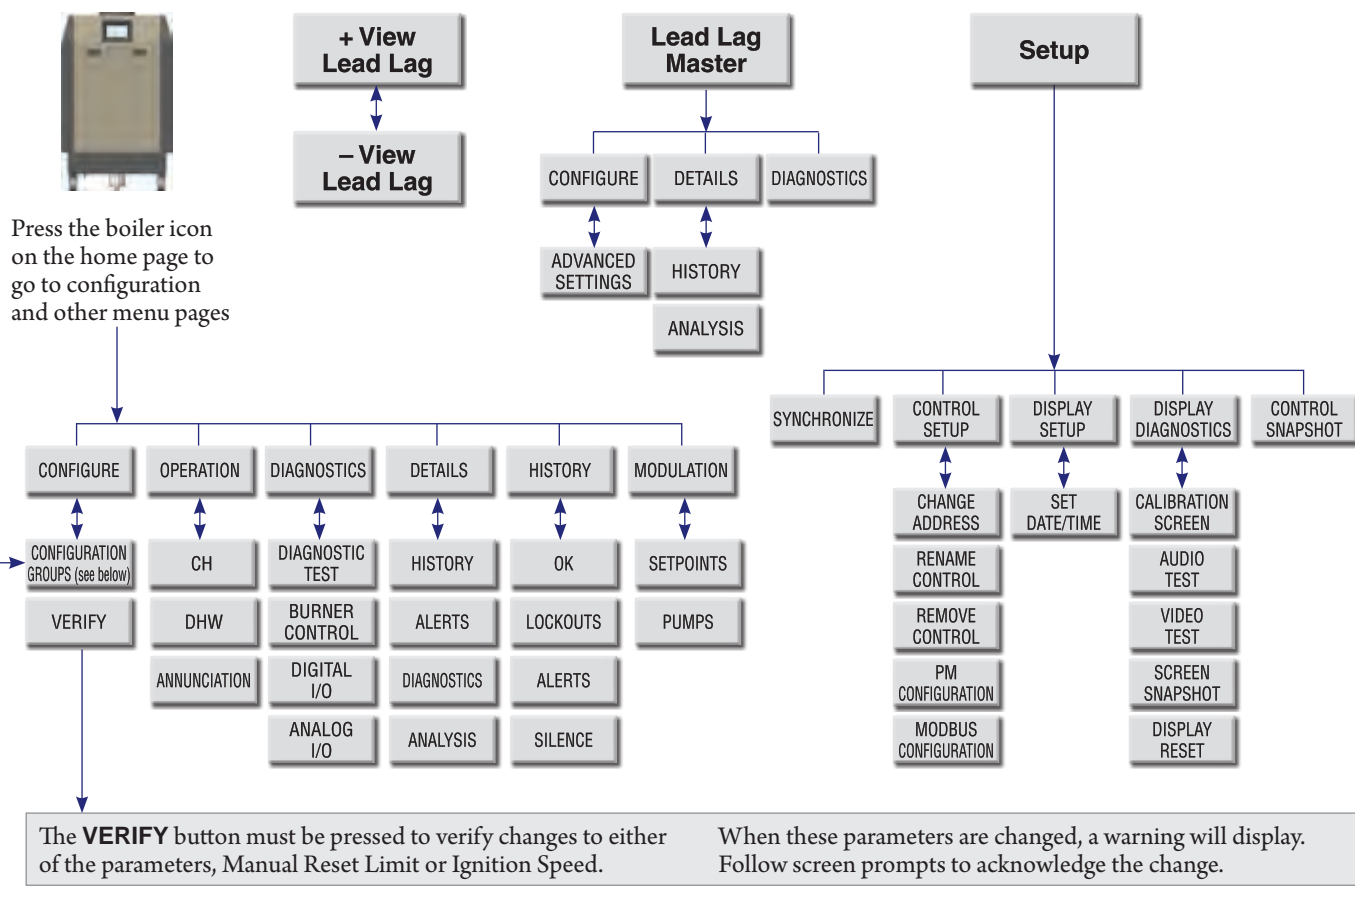 + View
Lead Lag
– View
Lead Lag
Lead Lag
Master
CONFIGURE
DETAILS
DIAGNOSTICS
ADVANCED
SETTINGS
HISTORY
ANALYSIS
Setup
Press the boiler icon
on the home page to
go to configuration
and other menu pages
SYNCHRONIZE
CONTROL
SETUP
DISPLAY
SETUP
DISPLAY
DIAGNOSTICS
CONTROL
SNAPSHOT
CHANGE
ADDRESS
RENAME
CONTROL
REMOVE
CONTROL
PM
CONFIGURATION
MODBUS
CONFIGURATION
SET
DATE/TIME
CALIBRATION
SCREEN
AUDIO
TEST
VIDEO
TEST
SCREEN
SNAPSHOT
DISPLAY
RESET
CONFIGURE
OPERATION
DIAGNOSTICS
DETAILS
HISTORY
MODULATION
CONFIGURATION
GROUPS (see below)
VERIFY
CH
DHW
ANNUNCIATION
DIAGNOSTIC
TEST
BURNER
CONTROL
DIGITAL
I/O
ANALOG
I/O
HISTORY
ALERTS
DIAGNOSTICS
ANALYSIS
OK
LOCKOUTS
ALERTS
SILENCE
SETPOINTS
PUMPS
The VERIFY button must be pressed to verify changes to either
of the parameters, Manual Reset Limit or Ignition Speed.
When these parameters are changed, a warning will display.
Follow screen prompts to acknowledge the change.